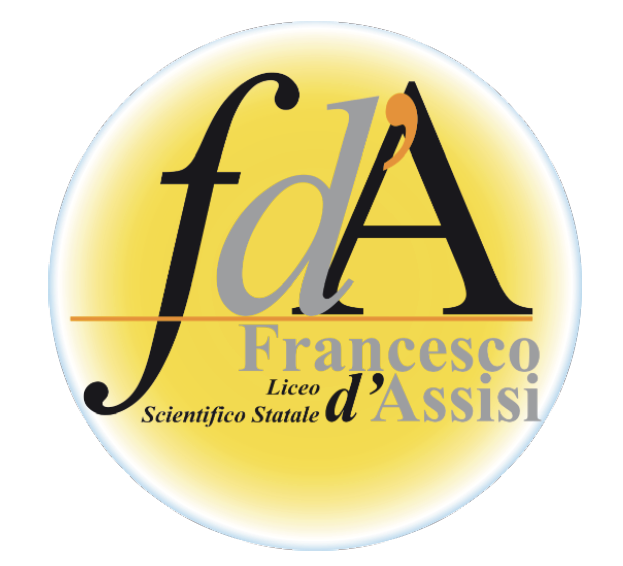 fd'A
Francesco
Liceo
Scientifico Statale d'Assisi